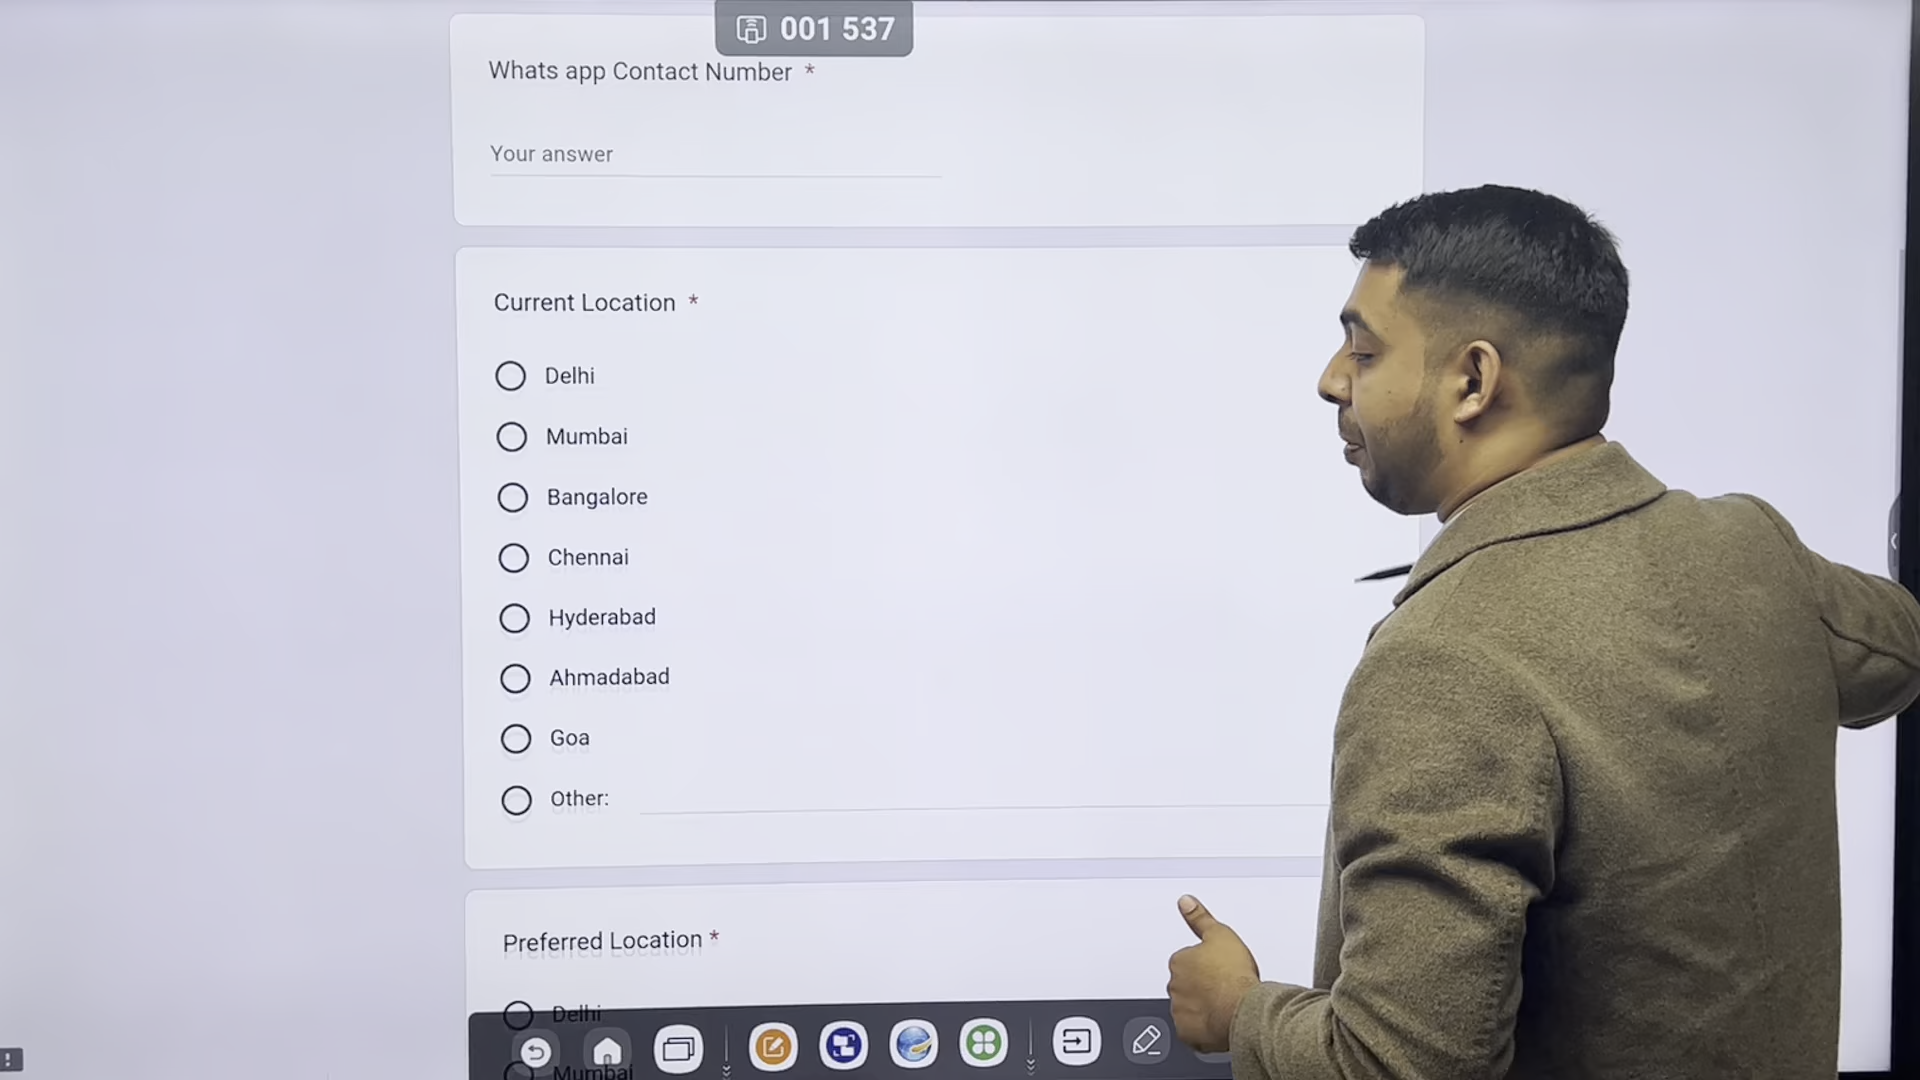 001 537
Whats app Contact Number *
Your answer
Current Location *
Delhi
Mumbai
Bangalore
Chennai
Hyderabad
Ahmadabad
Goa
Other:
Preferred Location *
Delhi
Mumbai